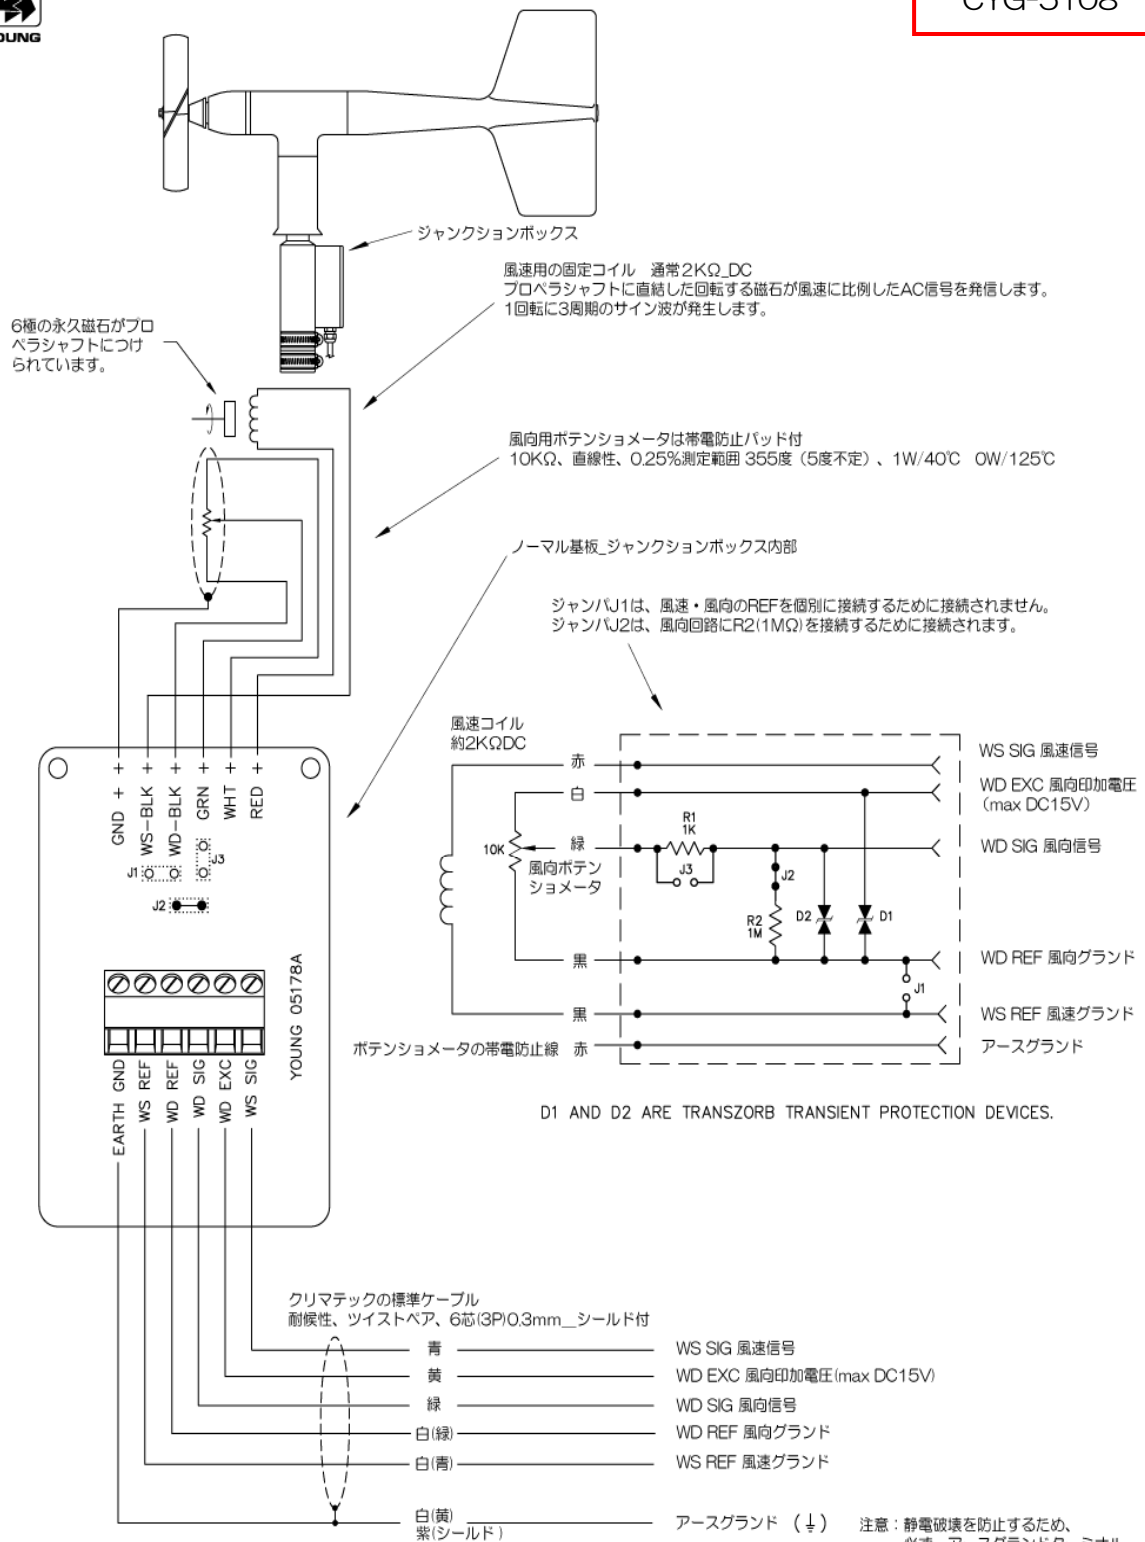 OUNG
CYG-5108
ジャンクションボックス
風速用の固定コイル 通常2KΩ_DC
プロペラシャフトに直結した回転する磁石が風速に比例したAC信号を発信します。
1回転に3周期のサイン波が発生します。
6極の永久磁石がプロ
ペラシャフトにつけ
られています。
風向用ポテンショメータは帯電防止パッド付
10KΩ、直線性、0.25%測定範囲 355度(5度不定)、1W/40℃ 0W/125℃
ノーマル基板_ジャンクションボックス内部
ジャンパJ1は、風速・風向のREFを個別に接続するために接続されません。
ジャンパJ2は、風向回路にR2(1MΩ)を接続するために接続されます。
GND + +
WS-BLK +
WD-BLK +
GRN +
WHT +
RED +
J1
J3
J2
YOUNG 05178A
EARTH GND
WS REF
WD REF
WD SIG
WD EXC
WS SIG
風速コイル
約2KΩDC
赤
WS SIG 風速信号
白
WD EXC 風向印加電圧
(max DC15V)
10K
緑
R1
1K
J3
WD SIG 風向信号
風向ポテン
ショメータ
J2
R2
1M
D2
D1
黒
WD REF 風向グランド
J1
黒
WS REF 風速グランド
ポテンショメータの帯電防止線 赤
アースグランド
D1 AND D2 ARE TRANSZORB TRANSIENT PROTECTION DEVICES.
クリマテックの標準ケーブル
耐候性、ツイストペア、6芯(3P)0.3mm__シールド付
青 WS SIG 風速信号
黄 WD EXC 風向印加電圧(max DC15V)
緑 WD SIG 風向信号
白(緑) WD REF 風向グランド
白(青) WS REF 風速グランド
白(黄)
紫(シールド)
アースグランド (⏚)
注意:静電破壊を防止するため、